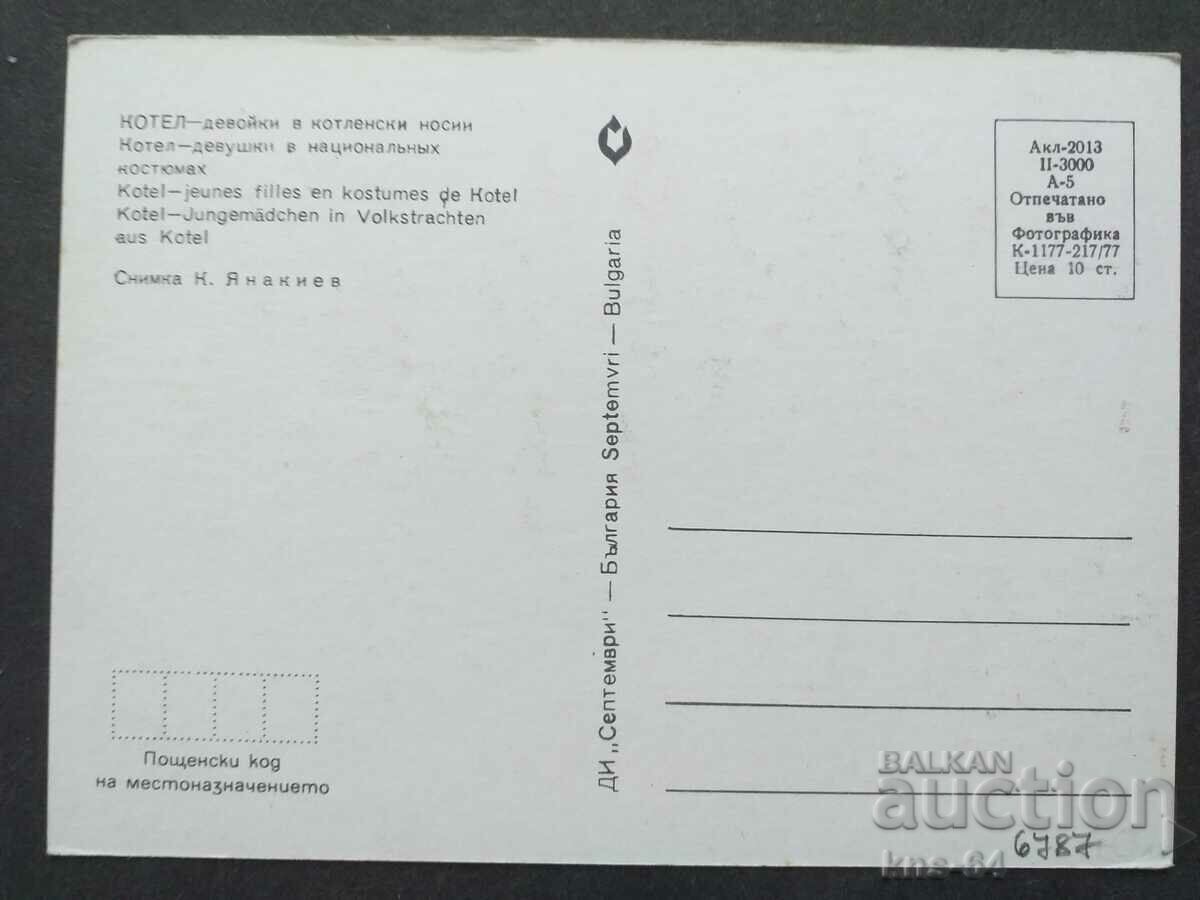 КОТЕЛ—девойки в котленски носии
Котел—девушки в национальных
костюмах
Kotel—jeunes filles en kostumes de Kotel
Kotel—Jungemädchen in Volkstrachten
aus Kotel
Снимка К. Янакиев
Пощенски код
на местоназначението
ДИ „Септември" — България Septemvri — Bulgaria
Акл-2013
II-3000
А-5
Отпечатано
във
Фотографика
К-1177-217/77
Цена 10 ст.
BALKAN
auction
6787
kns-64